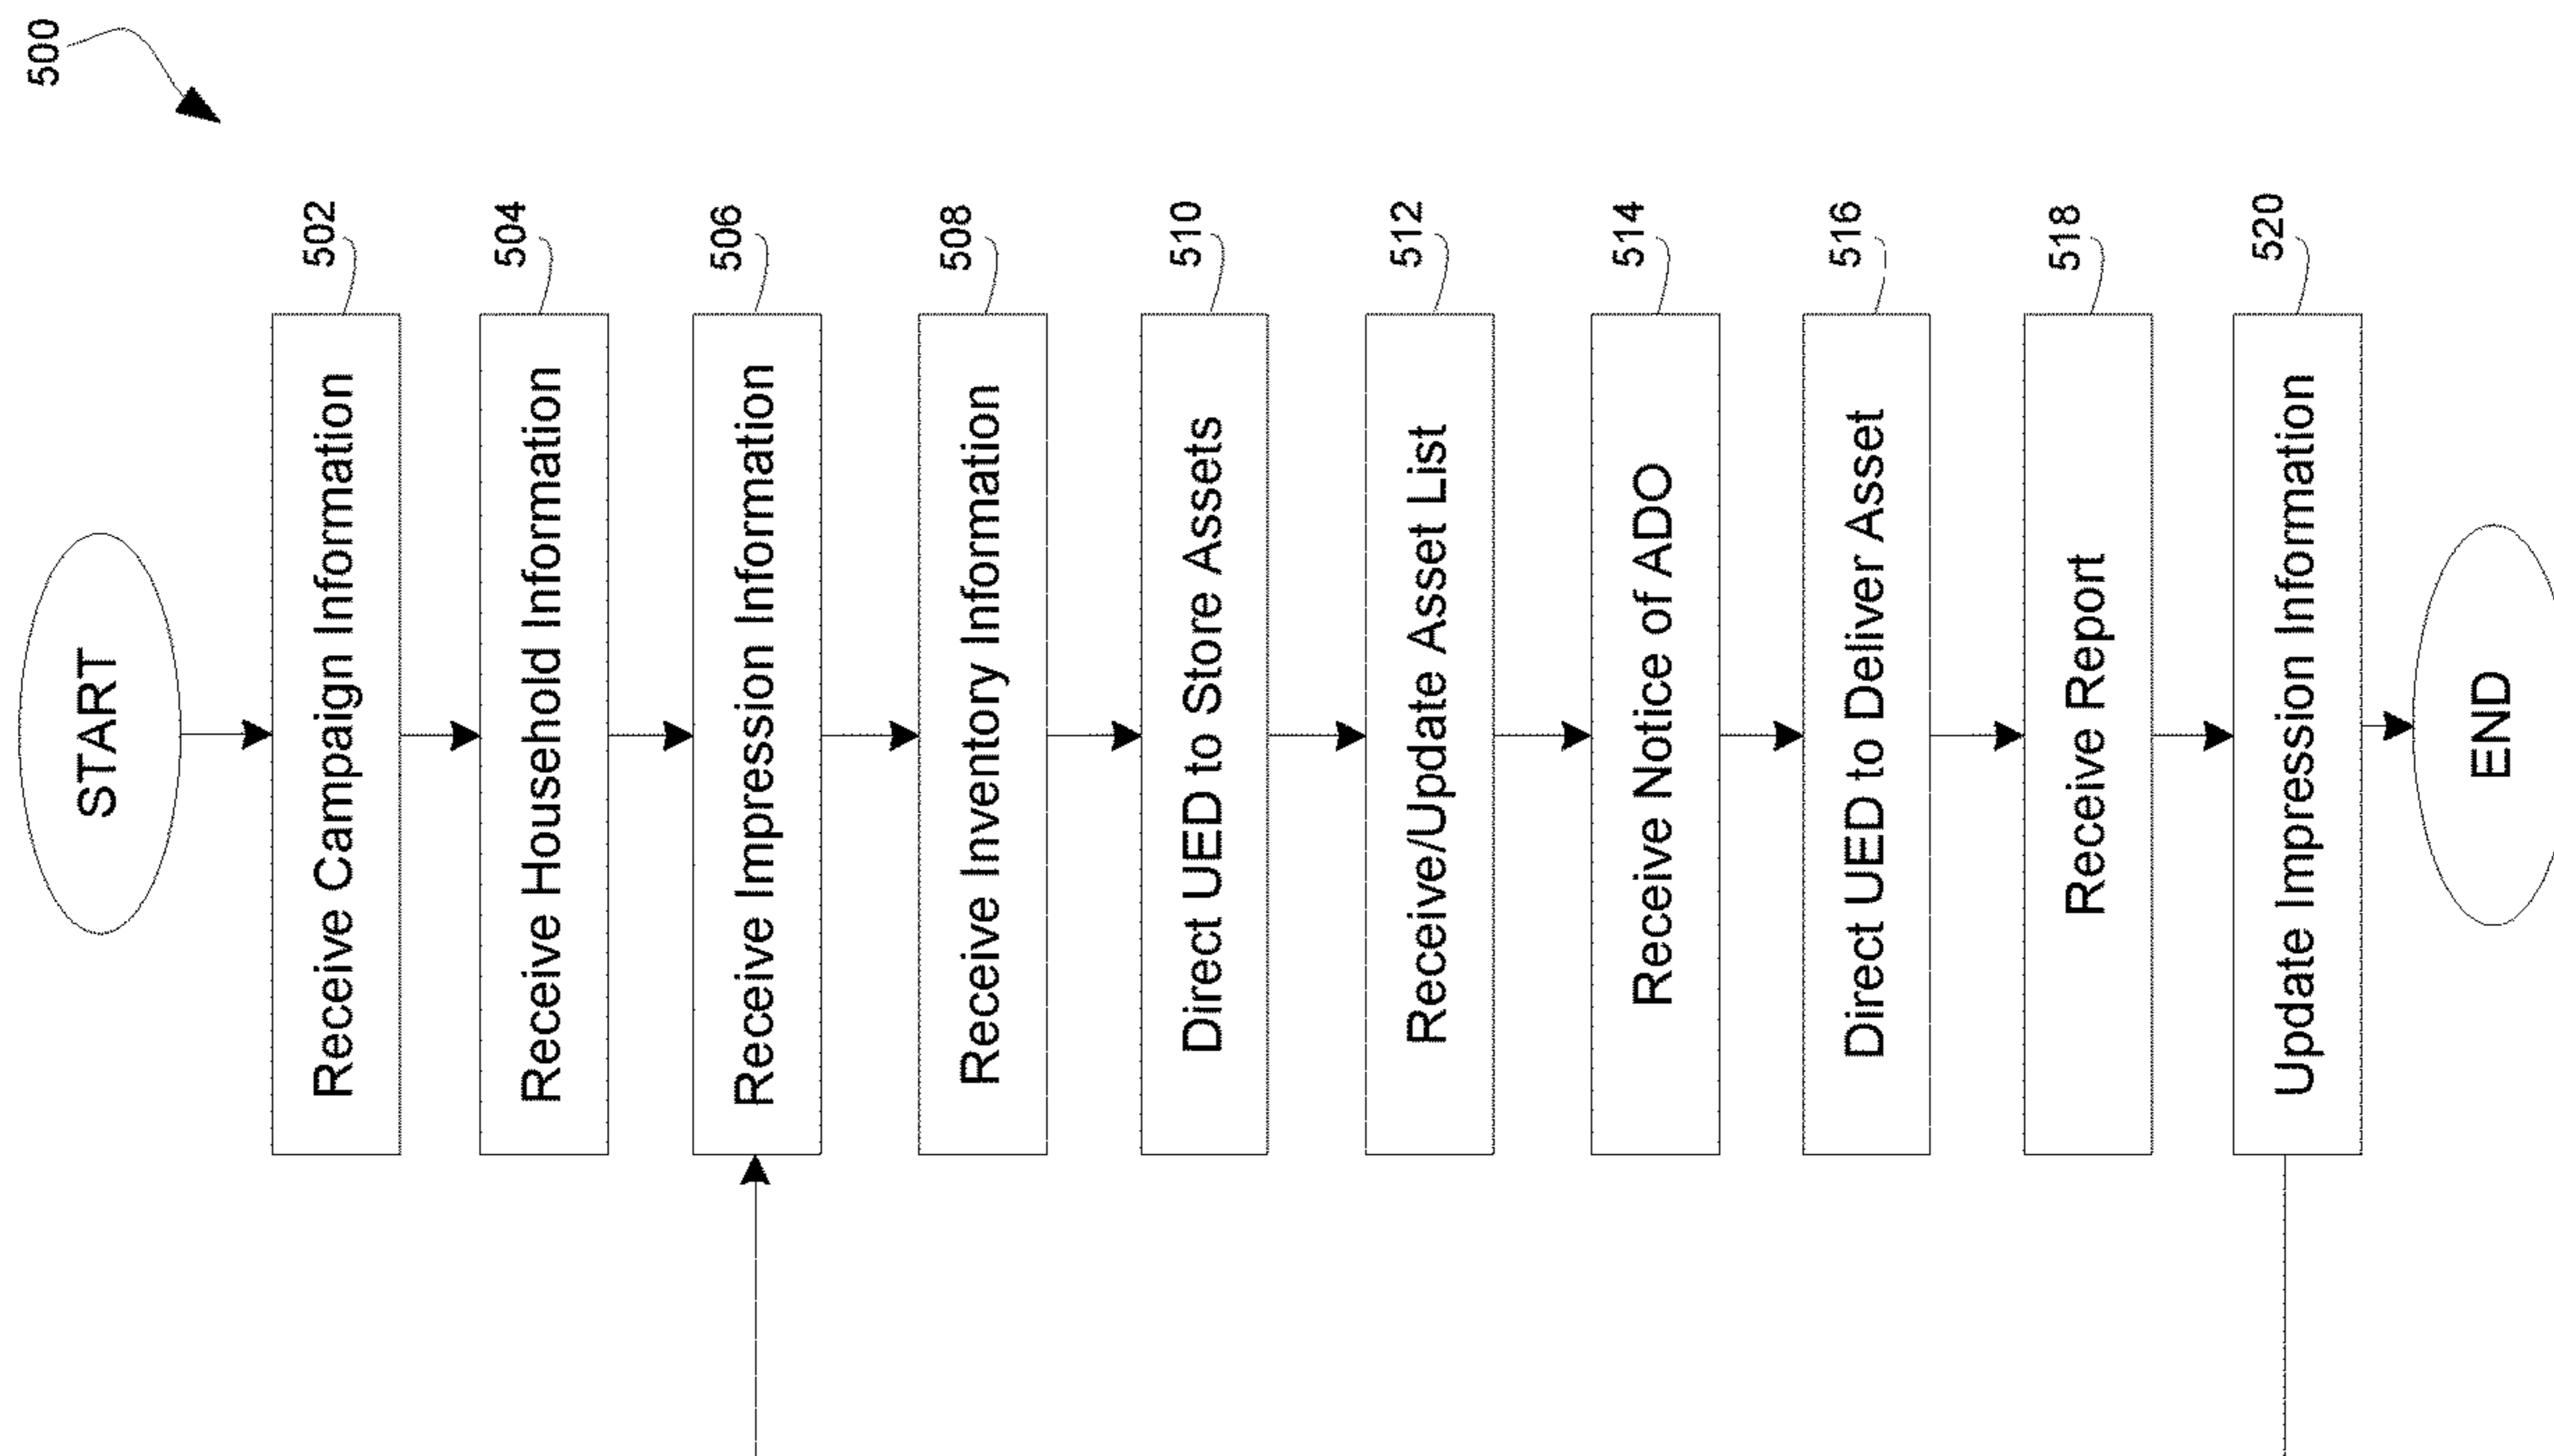 500
START
Receive Campaign Information
502
Receive Household Information
504
Receive Impression Information
506
Receive Inventory Information
508
Direct UED to Store Assets
510
Receive/Update Asset List
512
Receive Notice of ADO
514
Direct UED to Deliver Asset
516
Receive Report
518
Update Impression Information
520
END